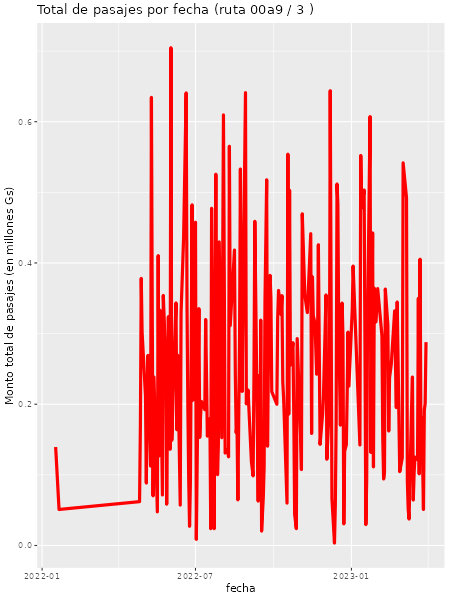 Total de pasajes por fecha (ruta 00a9 / 3 )
Monto total de pasajes (en millones Gs)
0.6
0.4
0.2
0.0
2022-01
2022-07
2023-01
fecha